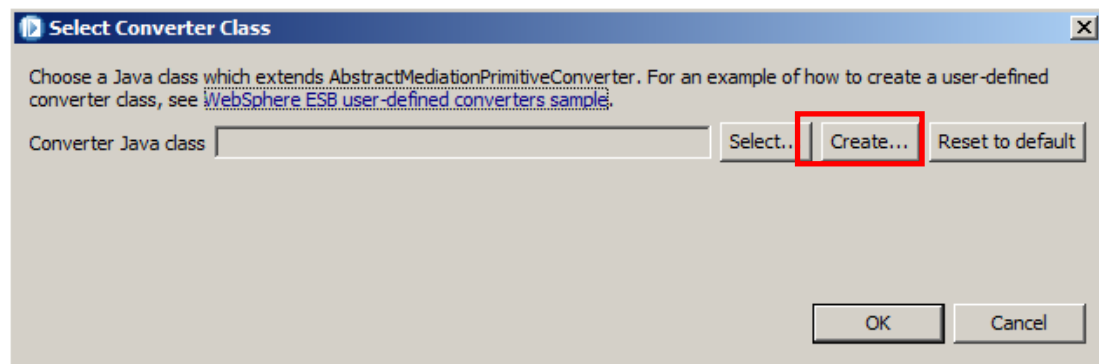 Select Converter Class
Choose a Java class which extends AbstractMediationPrimitiveConverter. For an example of how to create a user-defined
converter class, see WebSphere ESB user-defined converters sample.
Converter Java class Select... Create... Reset to default
OK Cancel